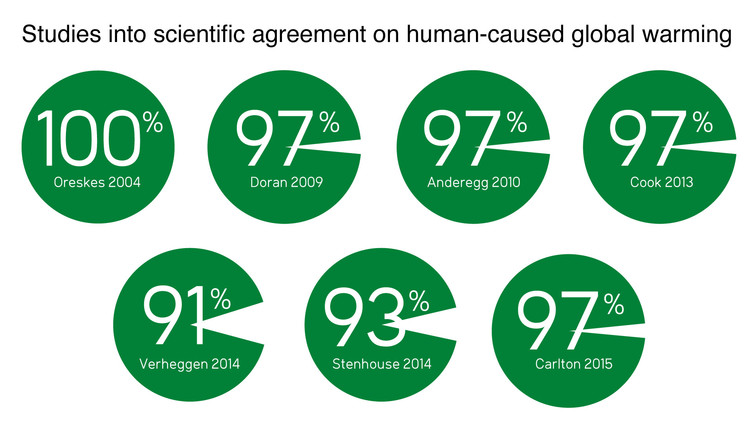 Studies into scientific agreement on human-caused global warming
100%
Oreskes 2004
97%
Doran 2009
97%
Anderegg 2010
97%
Cook 2013
91%
Verheggen 2014
93%
Stenhouse 2014
97%
Carlton 2015